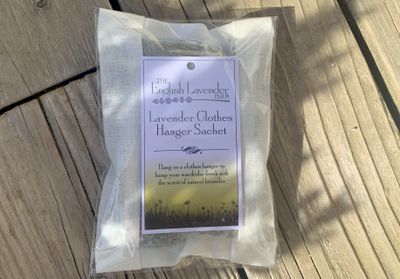 THE
English Lavender
FARM
Lavender Clothes
Hanger Sachet
Hang on a clothes hanger to
keep your wardrobe fresh with
the scent of natural lavender